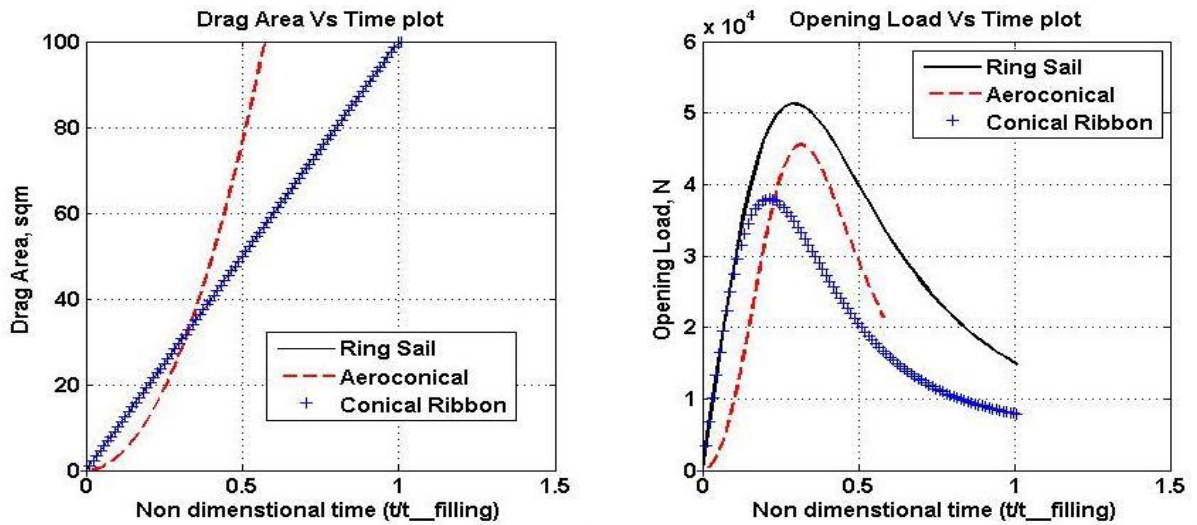 Drag Area Vs Time plot
100
80
60
40
20
0
Drag Area, sqm
Ring Sail
Aeroconical
Conical Ribbon
0
0.5
1
1.5
Non dimenstional time (t/t__filling)
x 10^4
Opening Load Vs Time plot
6
5
4
3
2
1
0
Opening Load, N
Ring Sail
Aeroconical
Conical Ribbon
0
0.5
1
1.5
Non dimenstional time (t/t__filling)